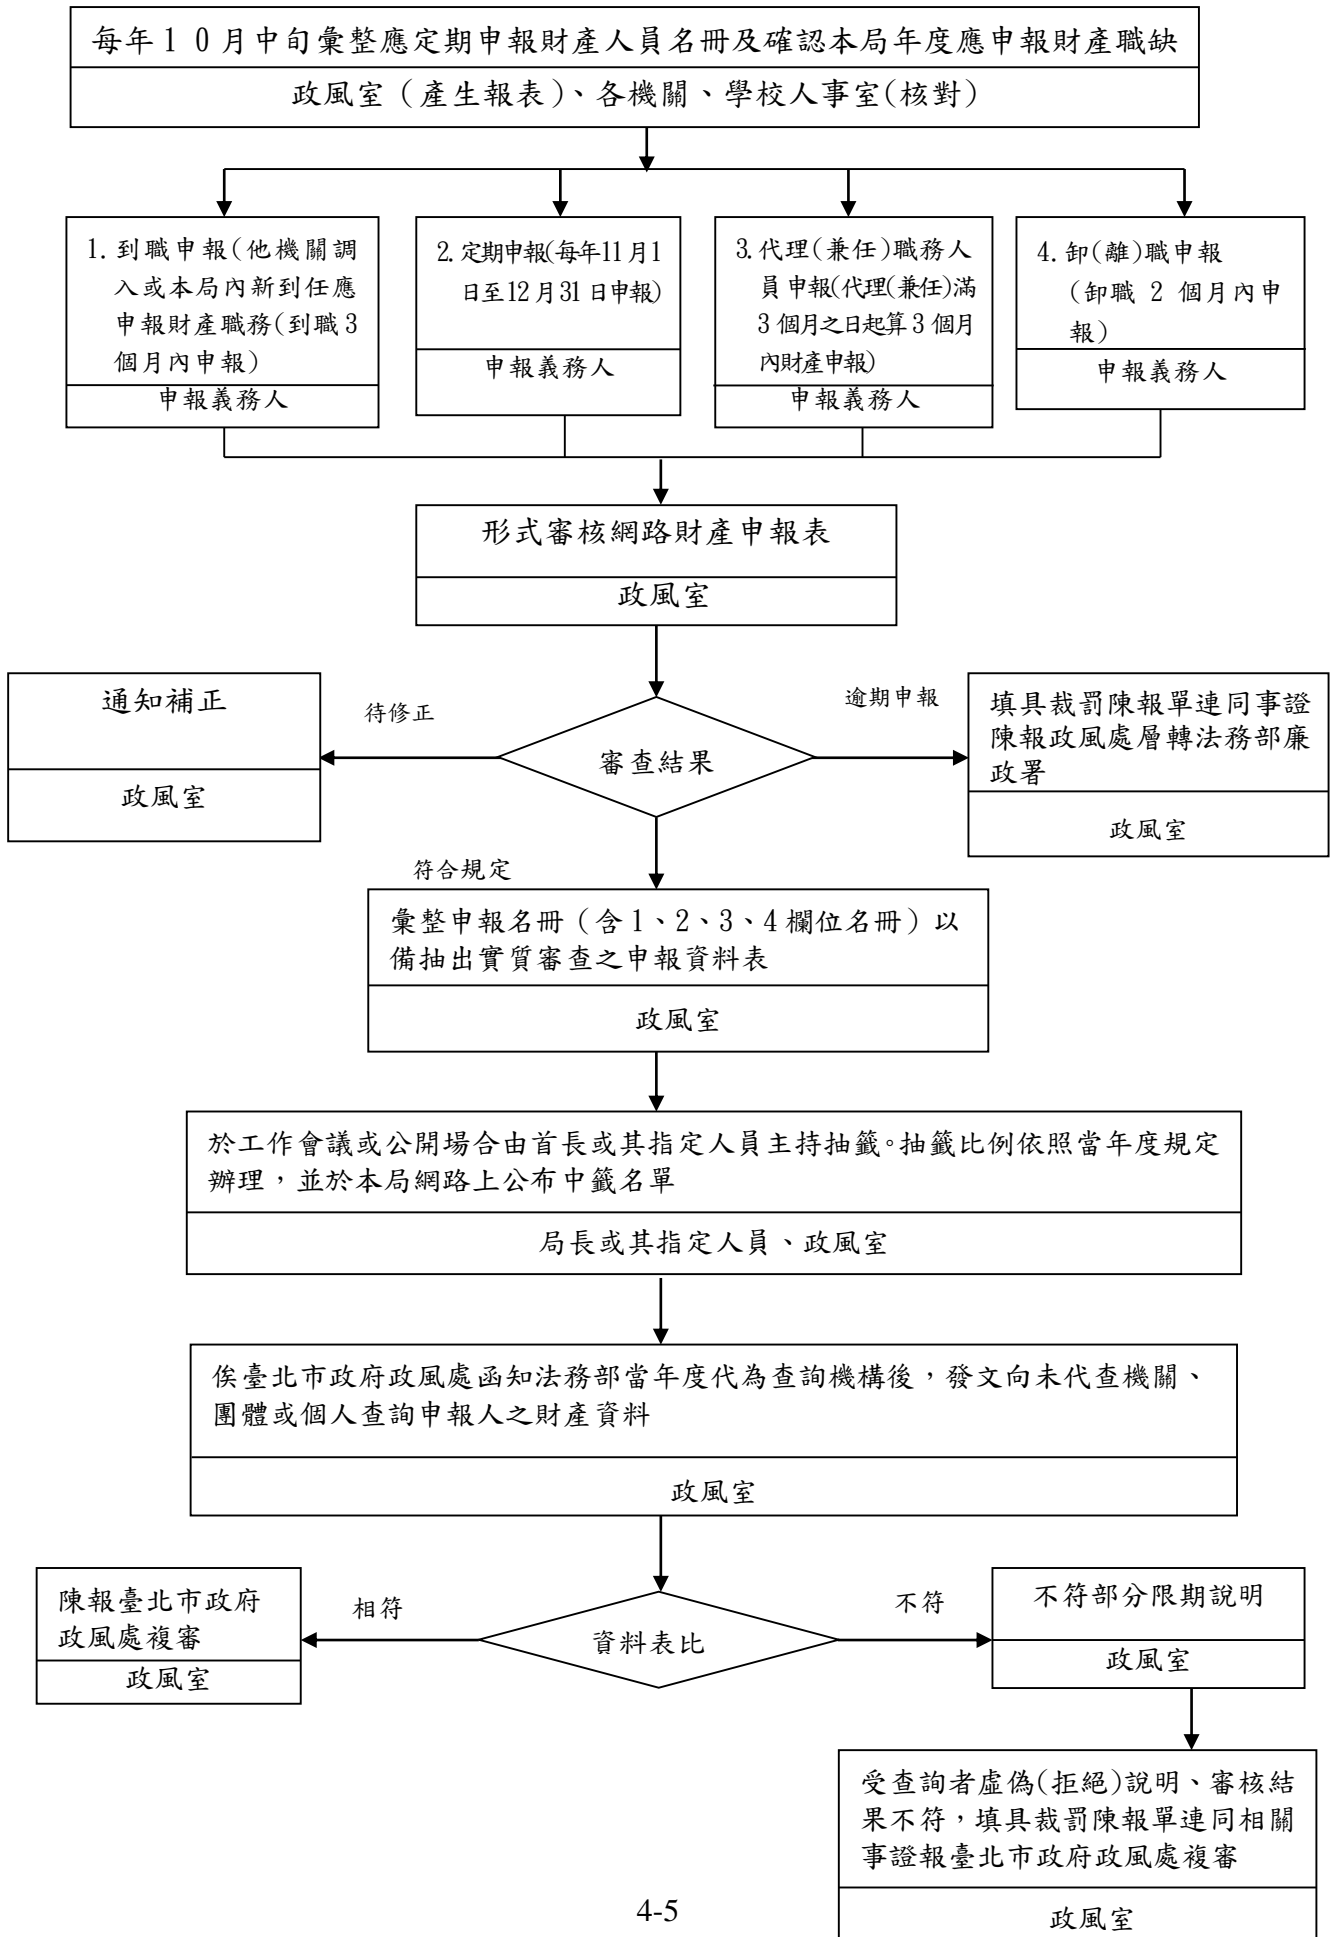 每年10月中旬彙整應定期申報財產人員名冊及確認本局年度應申報財產職缺
政風室（產生報表）、各機關、學校人事室(核對)
1.到職申報(他機關調
入或本局內新到任應
申報財產職務(到職3
個月內申報)
申報義務人
2.定期申報(每年11月1
日至12月31日申報)
申報義務人
3.代理(兼任)職務人
員申報(代理(兼任)滿
3個月之日起算3個月
內財產申報)
申報義務人
4.卸(離)職申報
(卸職 2 個月內申
報)
申報義務人
形式審核網路財產申報表
政風室
通知補正
政風室
待修正
審查結果
逾期申報
填具裁罰陳報單連同事證
陳報政風處層轉法務部廉
政署
政風室
符合規定
彙整申報名冊（含1、2、3、4欄位名冊）以
備抽出實質審查之申報資料表
政風室
於工作會議或公開場合由首長或其指定人員主持抽籤。抽籤比例依照當年度規定
辦理，並於本局網路上公布中籤名單
局長或其指定人員、政風室
俟臺北市政府政風處函知法務部當年度代為查詢機構後，發文向未代查機關、
團體或個人查詢申報人之財產資料
政風室
陳報臺北市政府
政風處複審
政風室
相符
資料表比
不符
不符部分限期說明
政風室
受查詢者虛偽(拒絕)說明、審核結
果不符，填具裁罰陳報單連同相關
事證報臺北市政府政風處複審
政風室
4-5